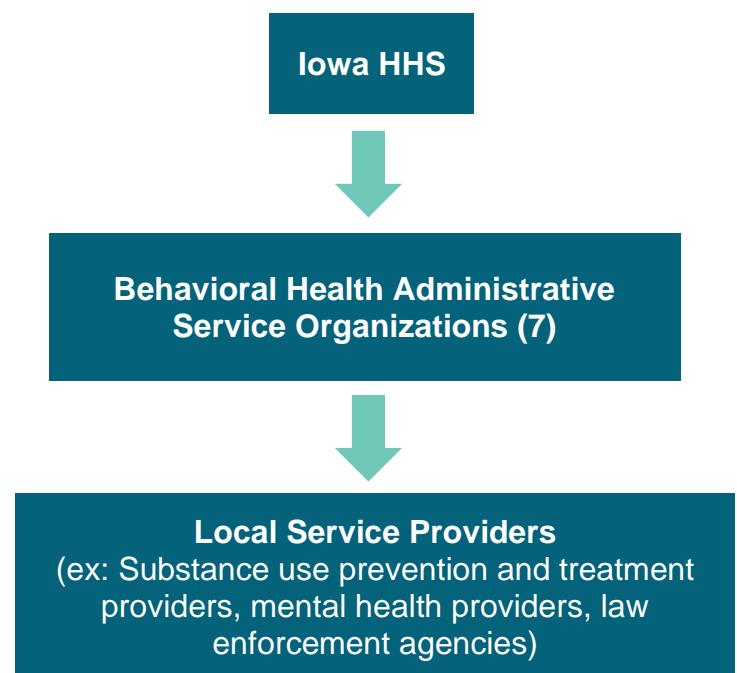 Iowa HHS
Behavioral Health Administrative
Service Organizations (7)
Local Service Providers
(ex: Substance use prevention and treatment
providers, mental health providers, law
enforcement agencies)